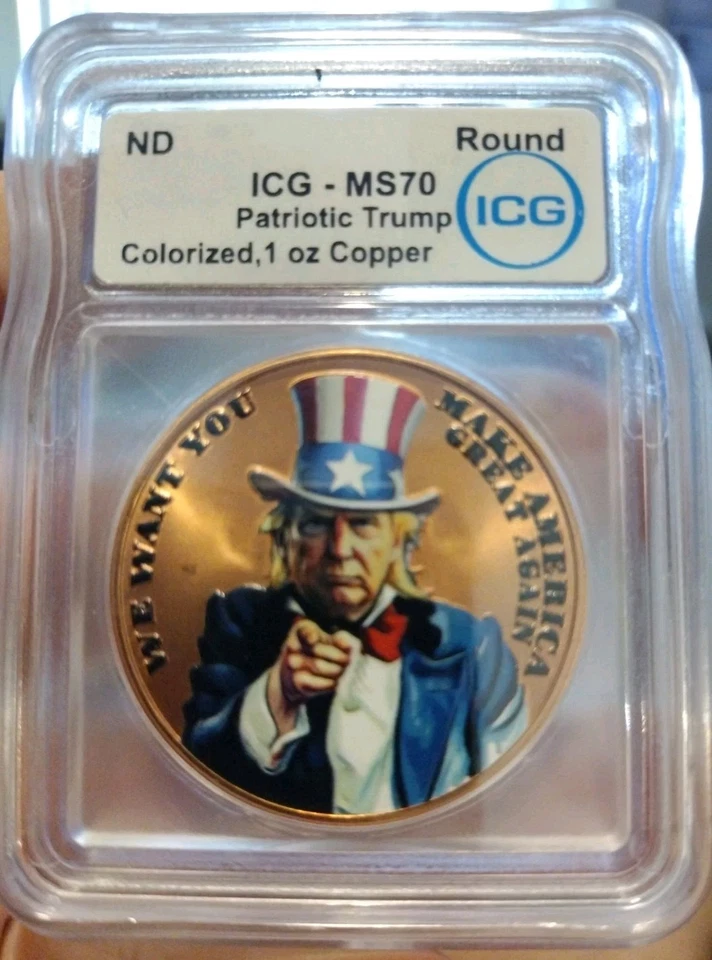 ND
Round
ICG - MS70
ICG
Patriotic Trump
Colorized,1 oz Copper
WE WANT YOU
MAKE AMERICA
GREAT AGAIN